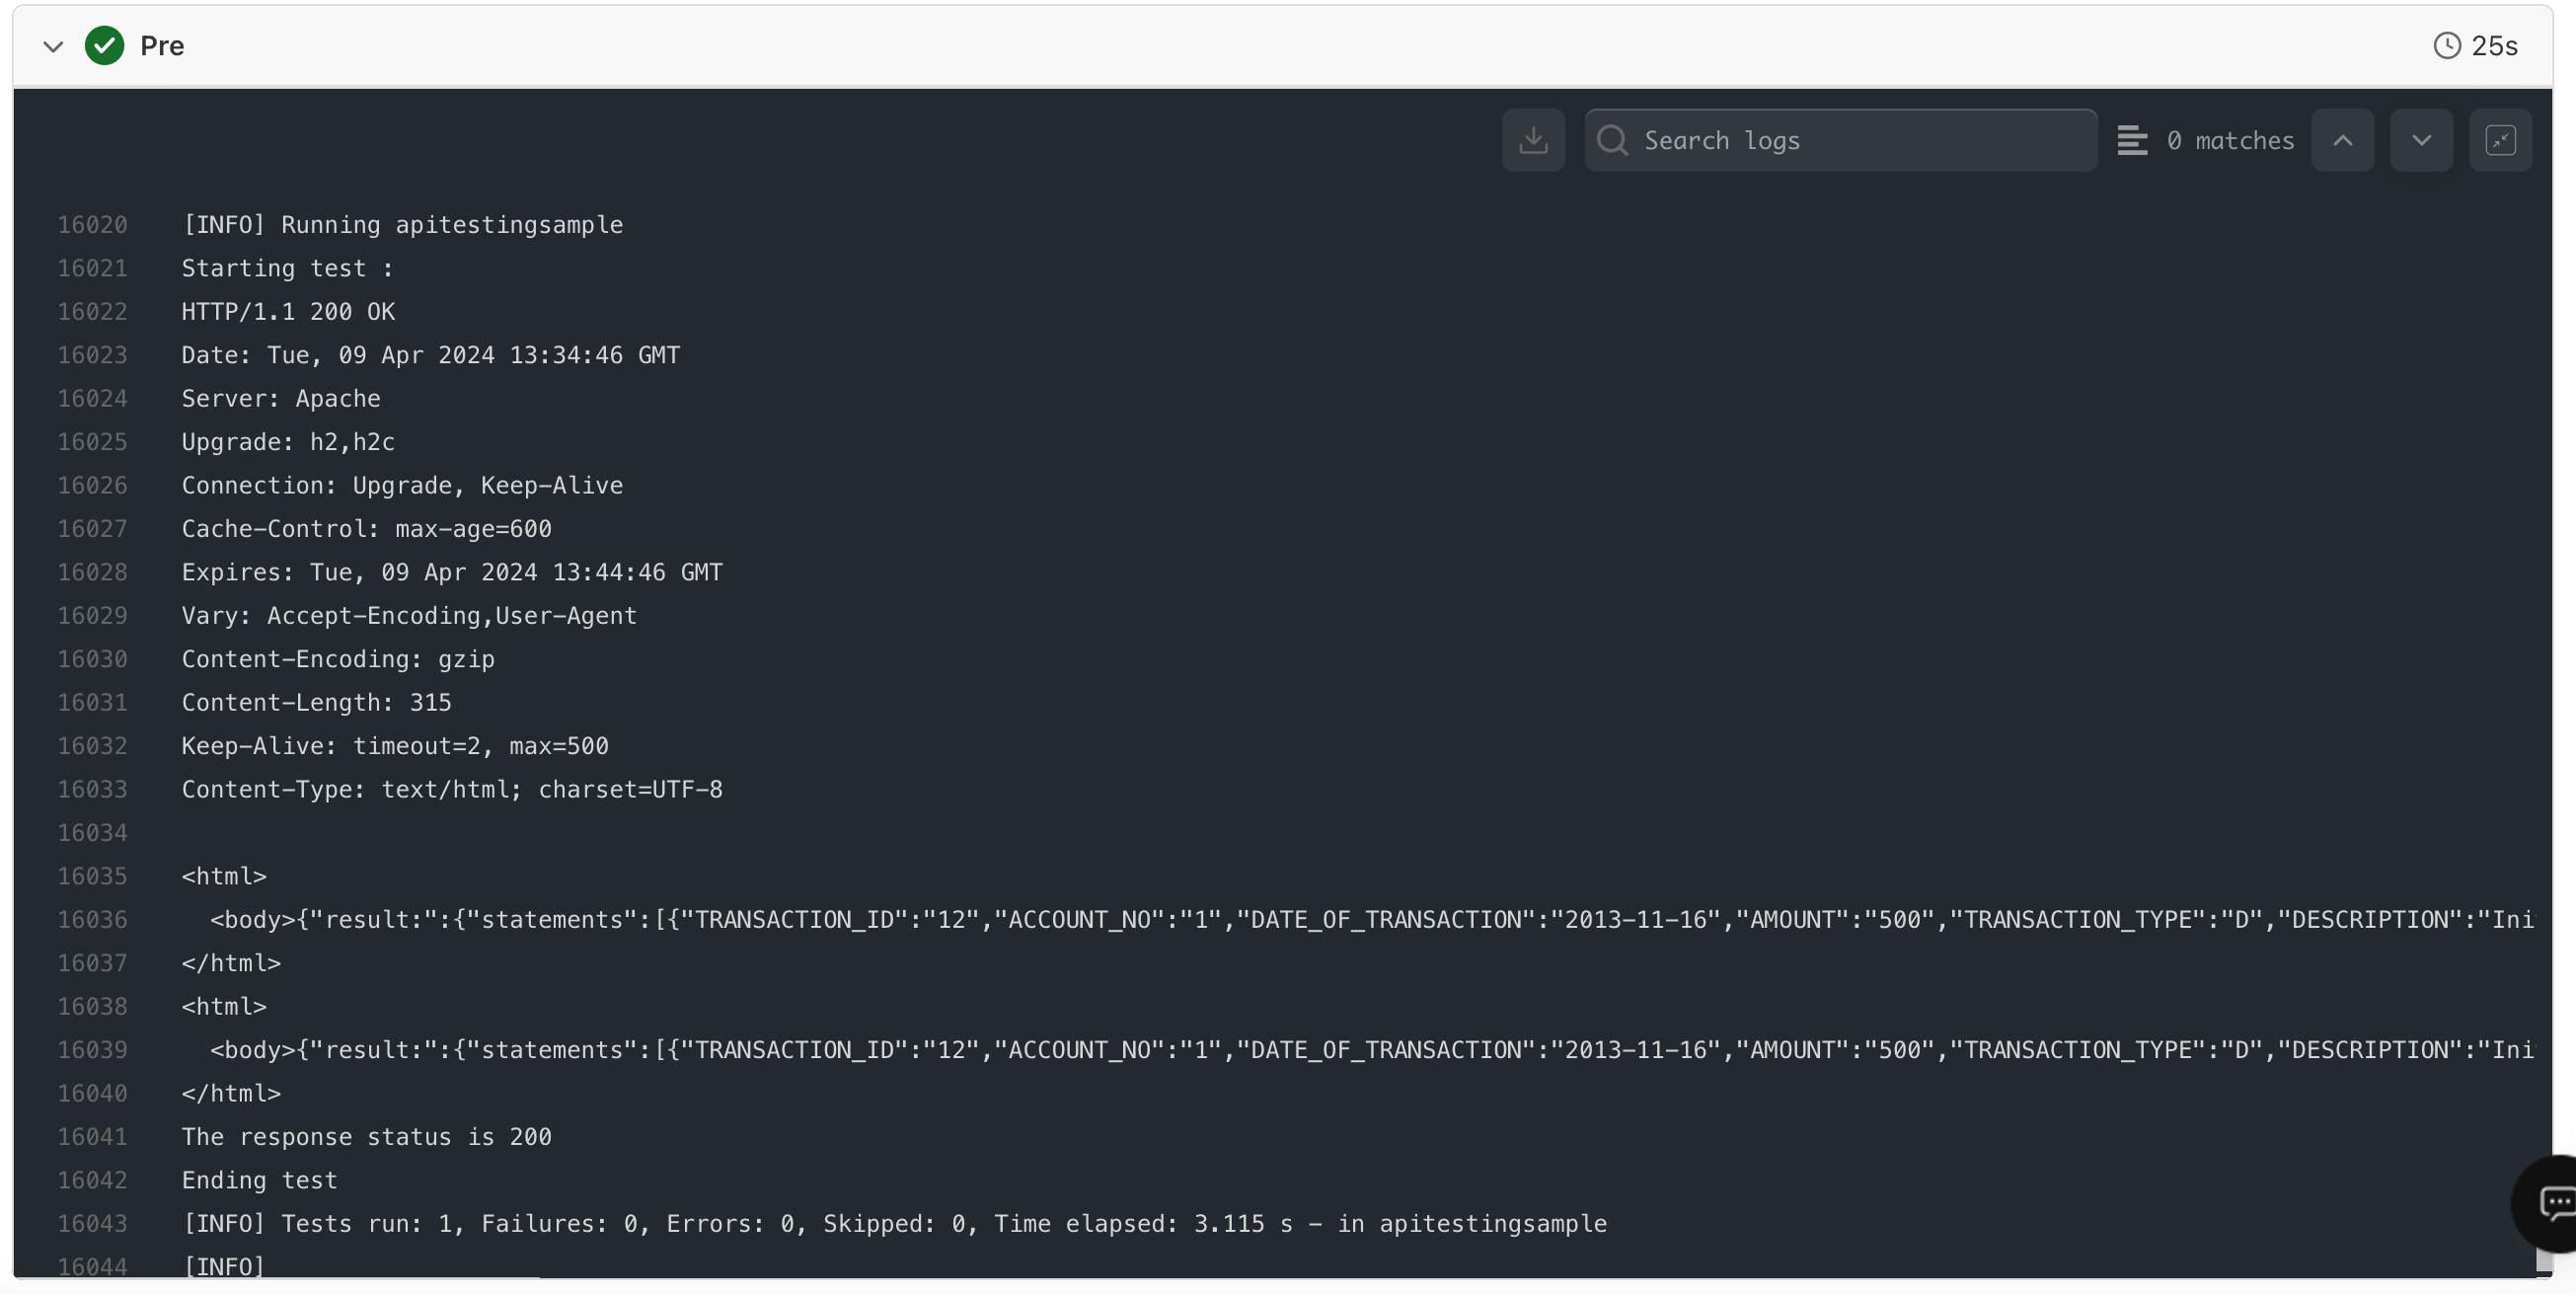 Pre
25s
Search logs
0 matches
16020 [INFO] Running apitestingsample
16021 Starting test :
16022 HTTP/1.1 200 OK
16023 Date: Tue, 09 Apr 2024 13:34:46 GMT
16024 Server: Apache
16025 Upgrade: h2,h2c
16026 Connection: Upgrade, Keep-Alive
16027 Cache-Control: max-age=600
16028 Expires: Tue, 09 Apr 2024 13:44:46 GMT
16029 Vary: Accept-Encoding,User-Agent
16030 Content-Encoding: gzip
16031 Content-Length: 315
16032 Keep-Alive: timeout=2, max=500
16033 Content-Type: text/html; charset=UTF-8
16034
16035 <html>
16036   <body>{"result:":{"statements":[{"TRANSACTION_ID":"12","ACCOUNT_NO":"1","DATE_OF_TRANSACTION":"2013-11-16","AMOUNT":"500","TRANSACTION_TYPE":"D","DESCRIPTION":"Ini
16037 </html>
16038 <html>
16039   <body>{"result:":{"statements":[{"TRANSACTION_ID":"12","ACCOUNT_NO":"1","DATE_OF_TRANSACTION":"2013-11-16","AMOUNT":"500","TRANSACTION_TYPE":"D","DESCRIPTION":"Ini
16040 </html>
16041 The response status is 200
16042 Ending test
16043 [INFO] Tests run: 1, Failures: 0, Errors: 0, Skipped: 0, Time elapsed: 3.115 s - in apitestingsample
16044 [INFO]